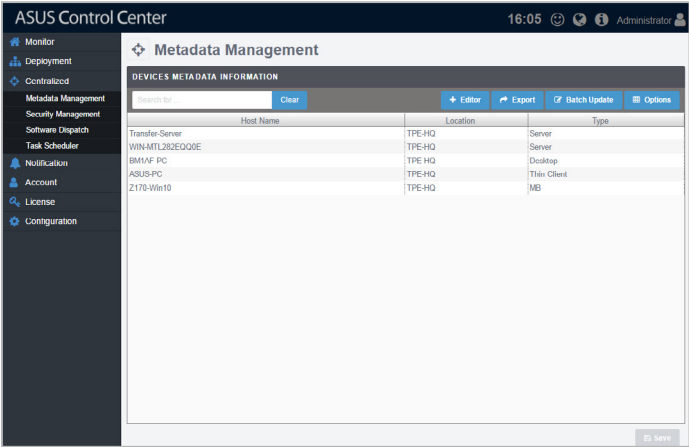 ASUS Control Center
16:05
Administrator
Monitor
Deployment
Centralized
Metadata Management
Security Management
Software Dispatch
Task Scheduler
Notification
Account
License
Configuration
Metadata Management
DEVICES METADATA INFORMATION
Search for ...
Clear
+ Editor
Export
Batch Update
Options
Host Name Location Type
Transfer-Server TPE-HQ Server
WIN-MTL282EQQ0E TPE-HQ Server
BM1AF PC TPE HQ Desktop
ASUS-PC TPE-HQ Thin Client
Z170-Win10 TPE-HQ MB
Save